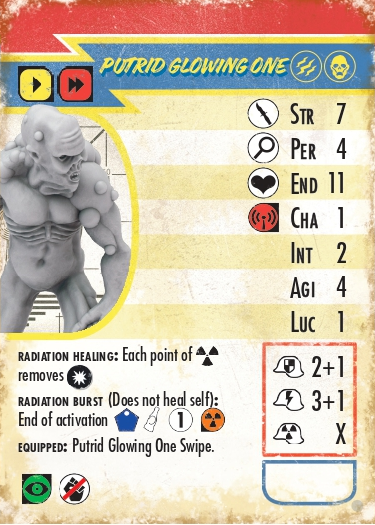 PUTRID GLOWING ONE
STR 7
PER 4
END 11
CHA 1
INT 2
AGI 4
LUC 1
RADIATION HEALING: Each point of
removes
RADIATION BURST (Does not heal self):
End of activation 1
EQUIPPED: Putrid Glowing One Swipe.
2+1
3+1
X